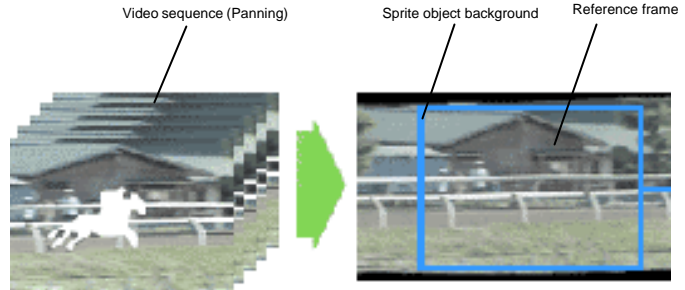 Video sequence (Panning)
Sprite object background
Reference frame